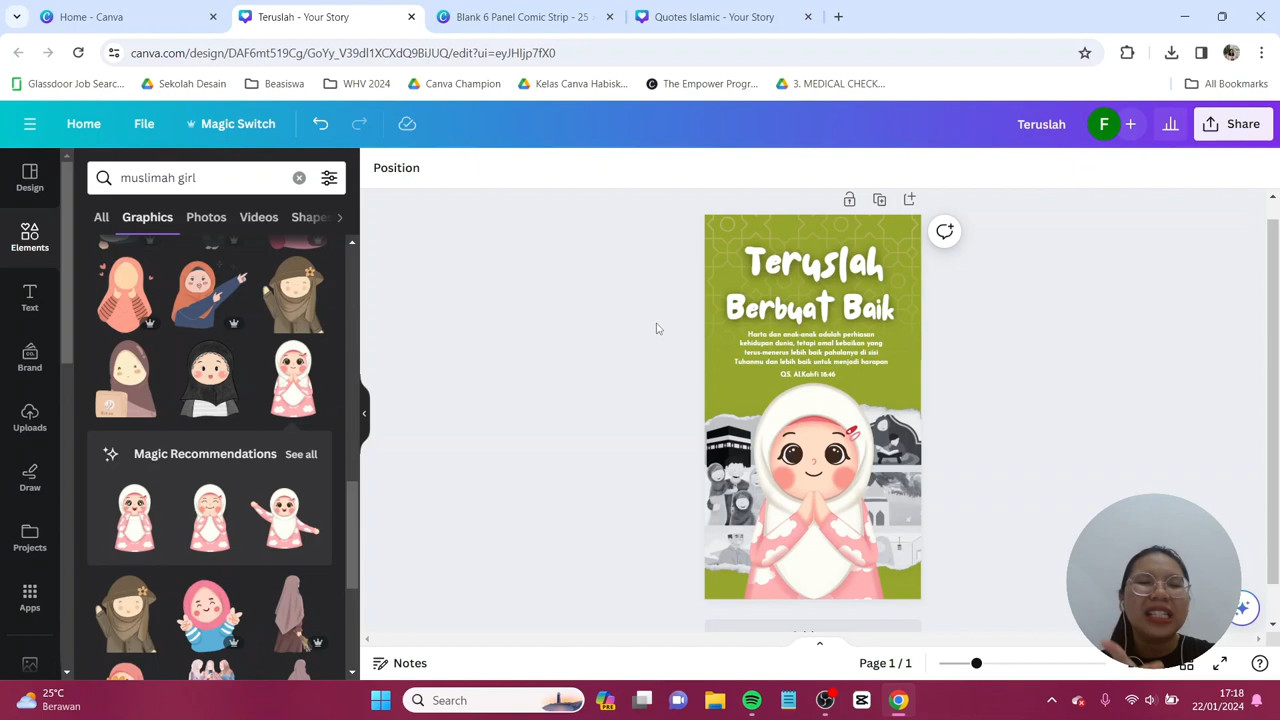 Home - Canva
Teruslah - Your Story
Blank 6 Panel Comic Strip - 25
Quotes Islamic - Your Story
canva.com/design/DAF6mt519Cg/GoYy_V39dl1XCXdQ9BiJUQ/edit?ui=eyJHIjp7fX0
Glassdoor Job Searc...
Sekolah Desain
Beasiswa
WHV 2024
Canva Champion
Kelas Canva Habisk...
The Empower Progr...
3. MEDICAL CHECK...
All Bookmarks
Home
File
Magic Switch
Teruslah
F
Share
Design
Elements
Text
Brand
Uploads
Draw
Projects
Apps
muslimah girl
All
Graphics
Photos
Videos
Shapes
Magic Recommendations
See all
Position
Teruslah
Berbuat Baik
Harta dan anak-anak adalah perhiasan
kehidupan dunia, tetapi amal kebaikan yang
terus-menerus lebih baik pahalanya di sisi
Tuhanmu dan lebih baik untuk menjadi harapan
QS. Al.Kahfi 18:46
Notes
Page 1 / 1
25°C
Berawan
Search
17:18
22/01/2024